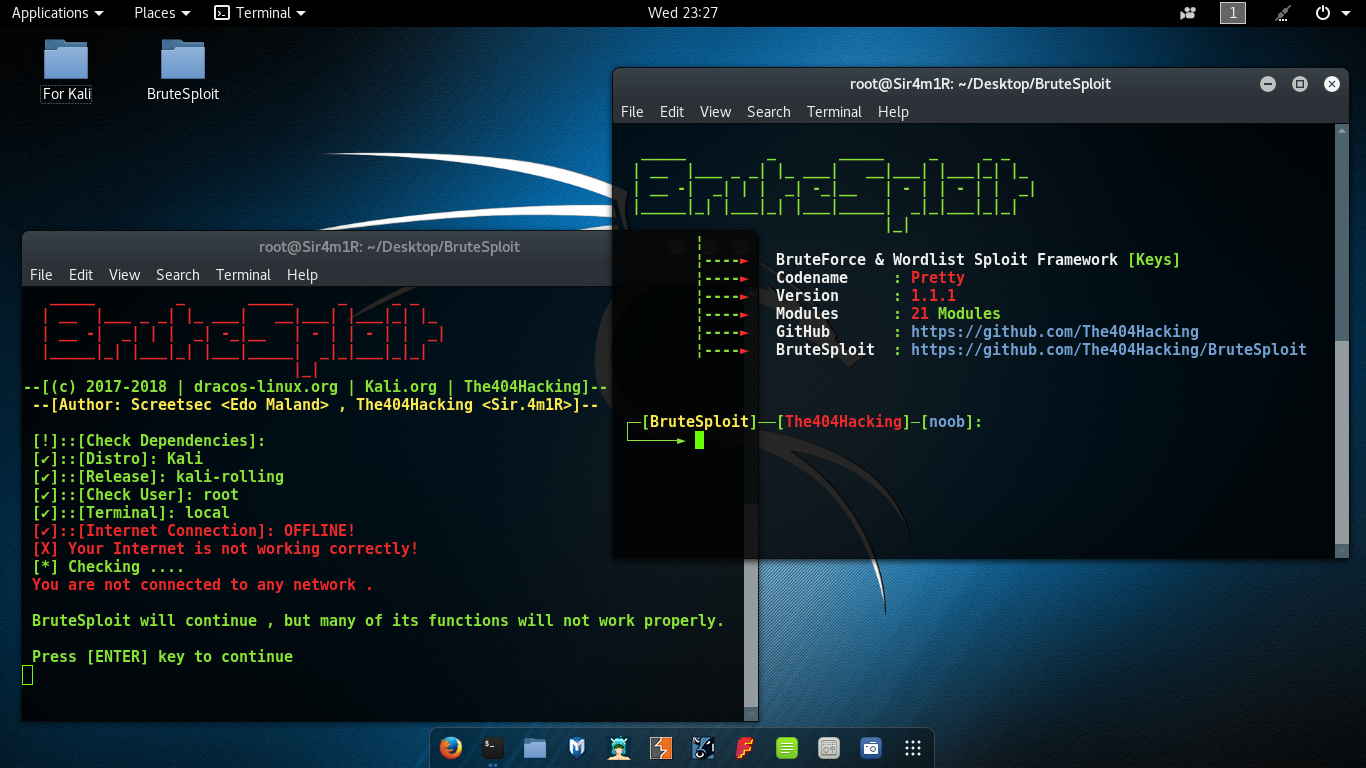 Applications Places Terminal Wed 23:27 1
For Kali BruteSploit
root@Sir4m1R: ~/Desktop/BruteSploit
File Edit View Search Terminal Help
BruteSploit
BruteForce & Wordlist Sploit Framework [Keys]
Codename : Pretty
Version : 1.1.1
Modules : 21 Modules
GitHub : https://github.com/The404Hacking
BruteSploit : https://github.com/The404Hacking/BruteSploit
[BruteSploit]—[The404Hacking]—[noob]:
root@Sir4m1R: ~/Desktop/BruteSploit
File Edit View Search Terminal Help
BruteSploit
--[(c) 2017-2018 | dracos-linux.org | Kali.org | The404Hacking]--
--[Author: Screetsec <Edo Maland> , The404Hacking <Sir.4m1R>]--
[!]::[Check Dependencies]:
[✔]::[Distro]: Kali
[✔]::[Release]: kali-rolling
[✔]::[Check User]: root
[✔]::[Terminal]: local
[✔]::[Internet Connection]: OFFLINE!
[X] Your Internet is not working correctly!
[*] Checking ....
You are not connected to any network .
BruteSploit will continue , but many of its functions will not work properly.
Press [ENTER] key to continue